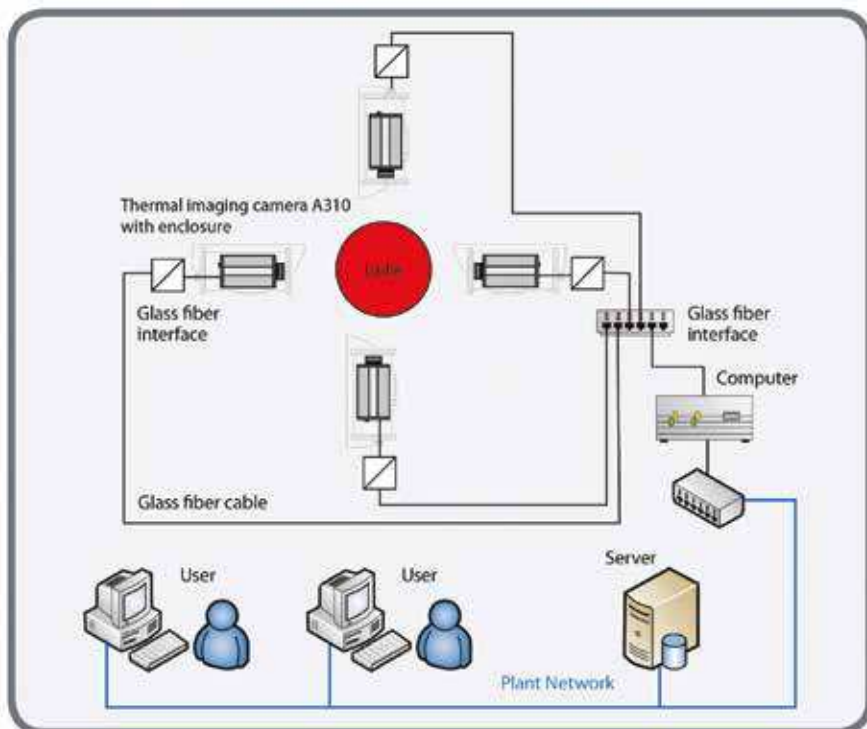 Thermal imaging camera A310
with enclosure
Ladle
Glass fiber
interface
Glass fiber
interface
Computer
Glass fiber cable
User
User
Server
Plant Network